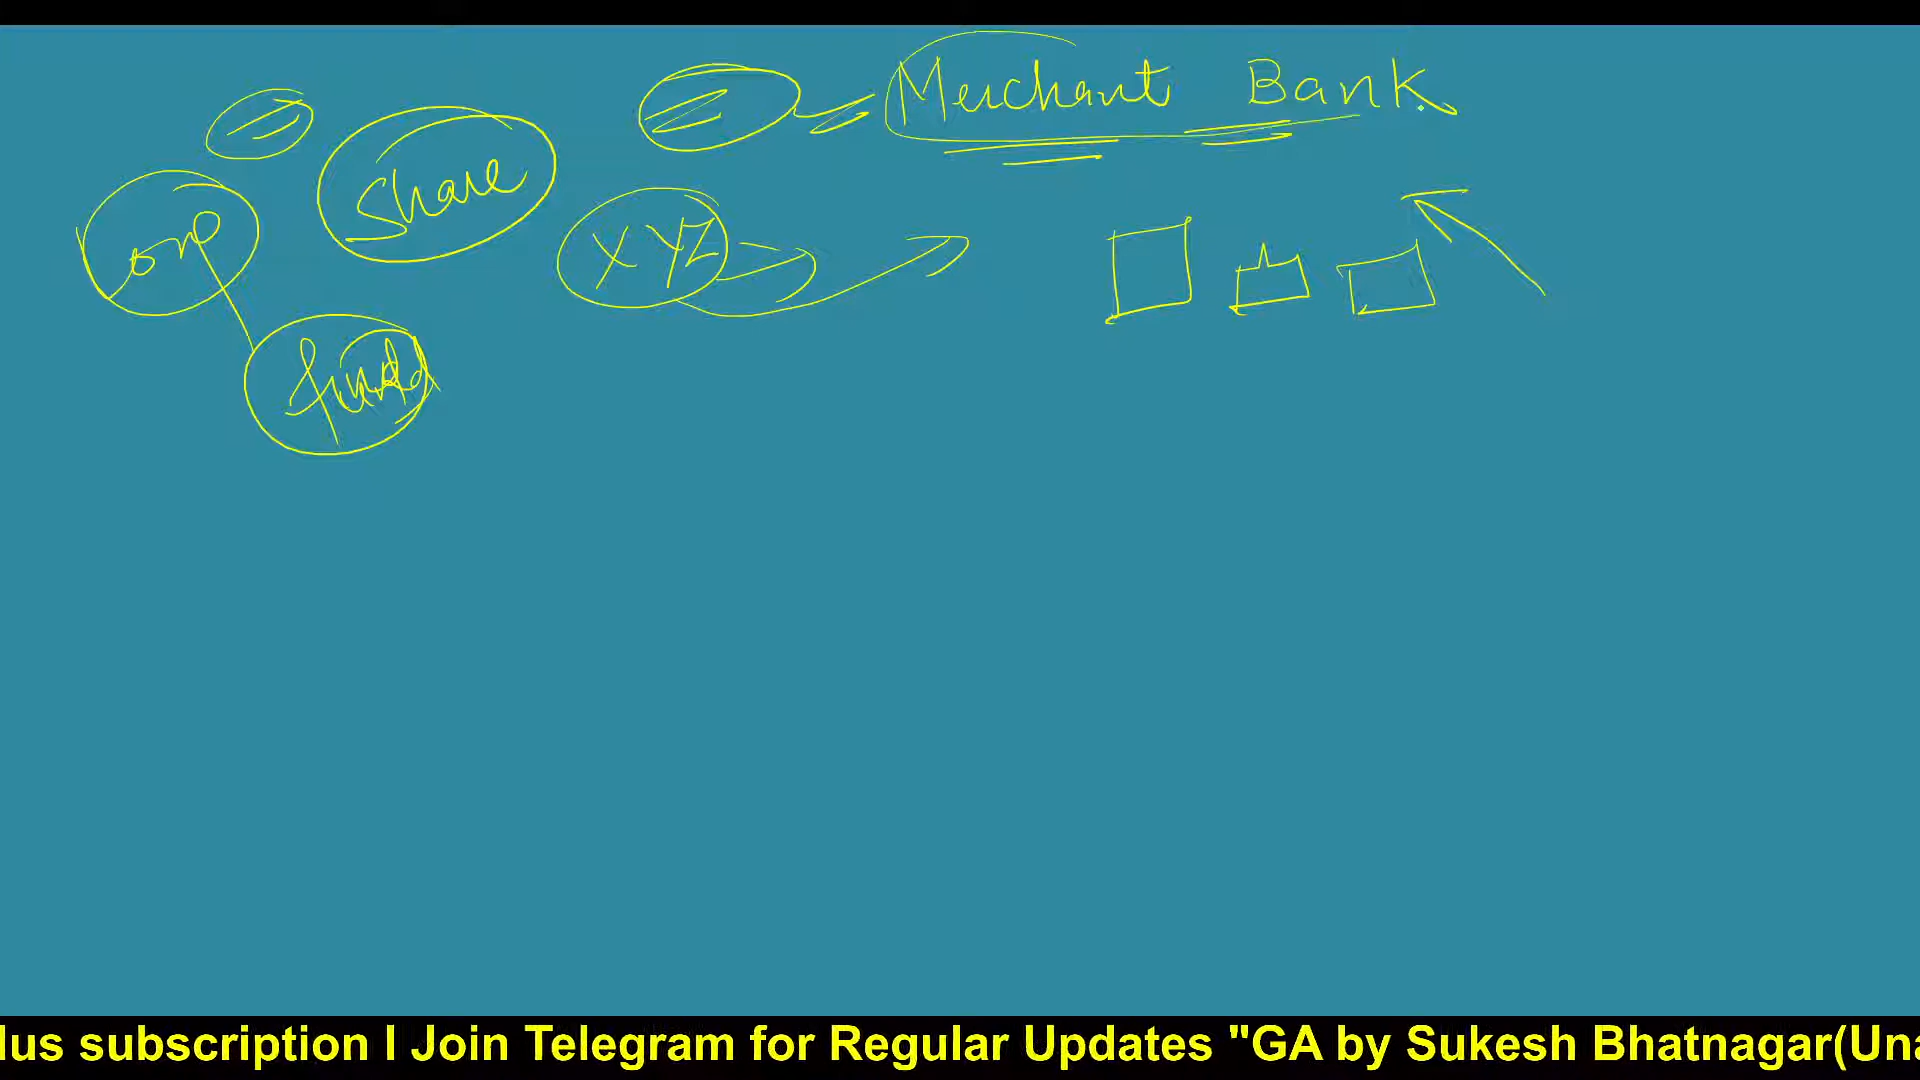 Merchant Bank
Share
XYZ
fund
lus subscription I Join Telegram for Regular Updates "GA by Sukesh Bhatnagar(Una